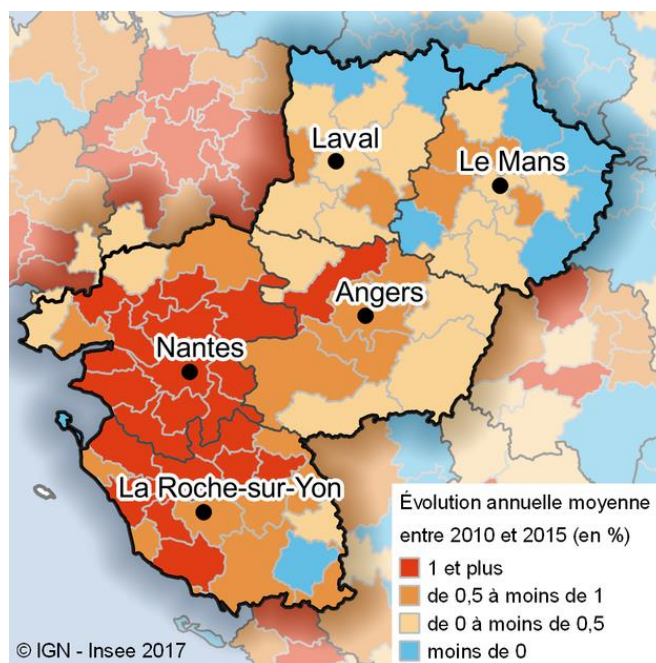 Laval
Le Mans
Angers
Nantes
La Roche-sur-Yon
Évolution annuelle moyenne
entre 2010 et 2015 (en %)
1 et plus
de 0,5 à moins de 1
de 0 à moins de 0,5
moins de 0
© IGN - Insee 2017